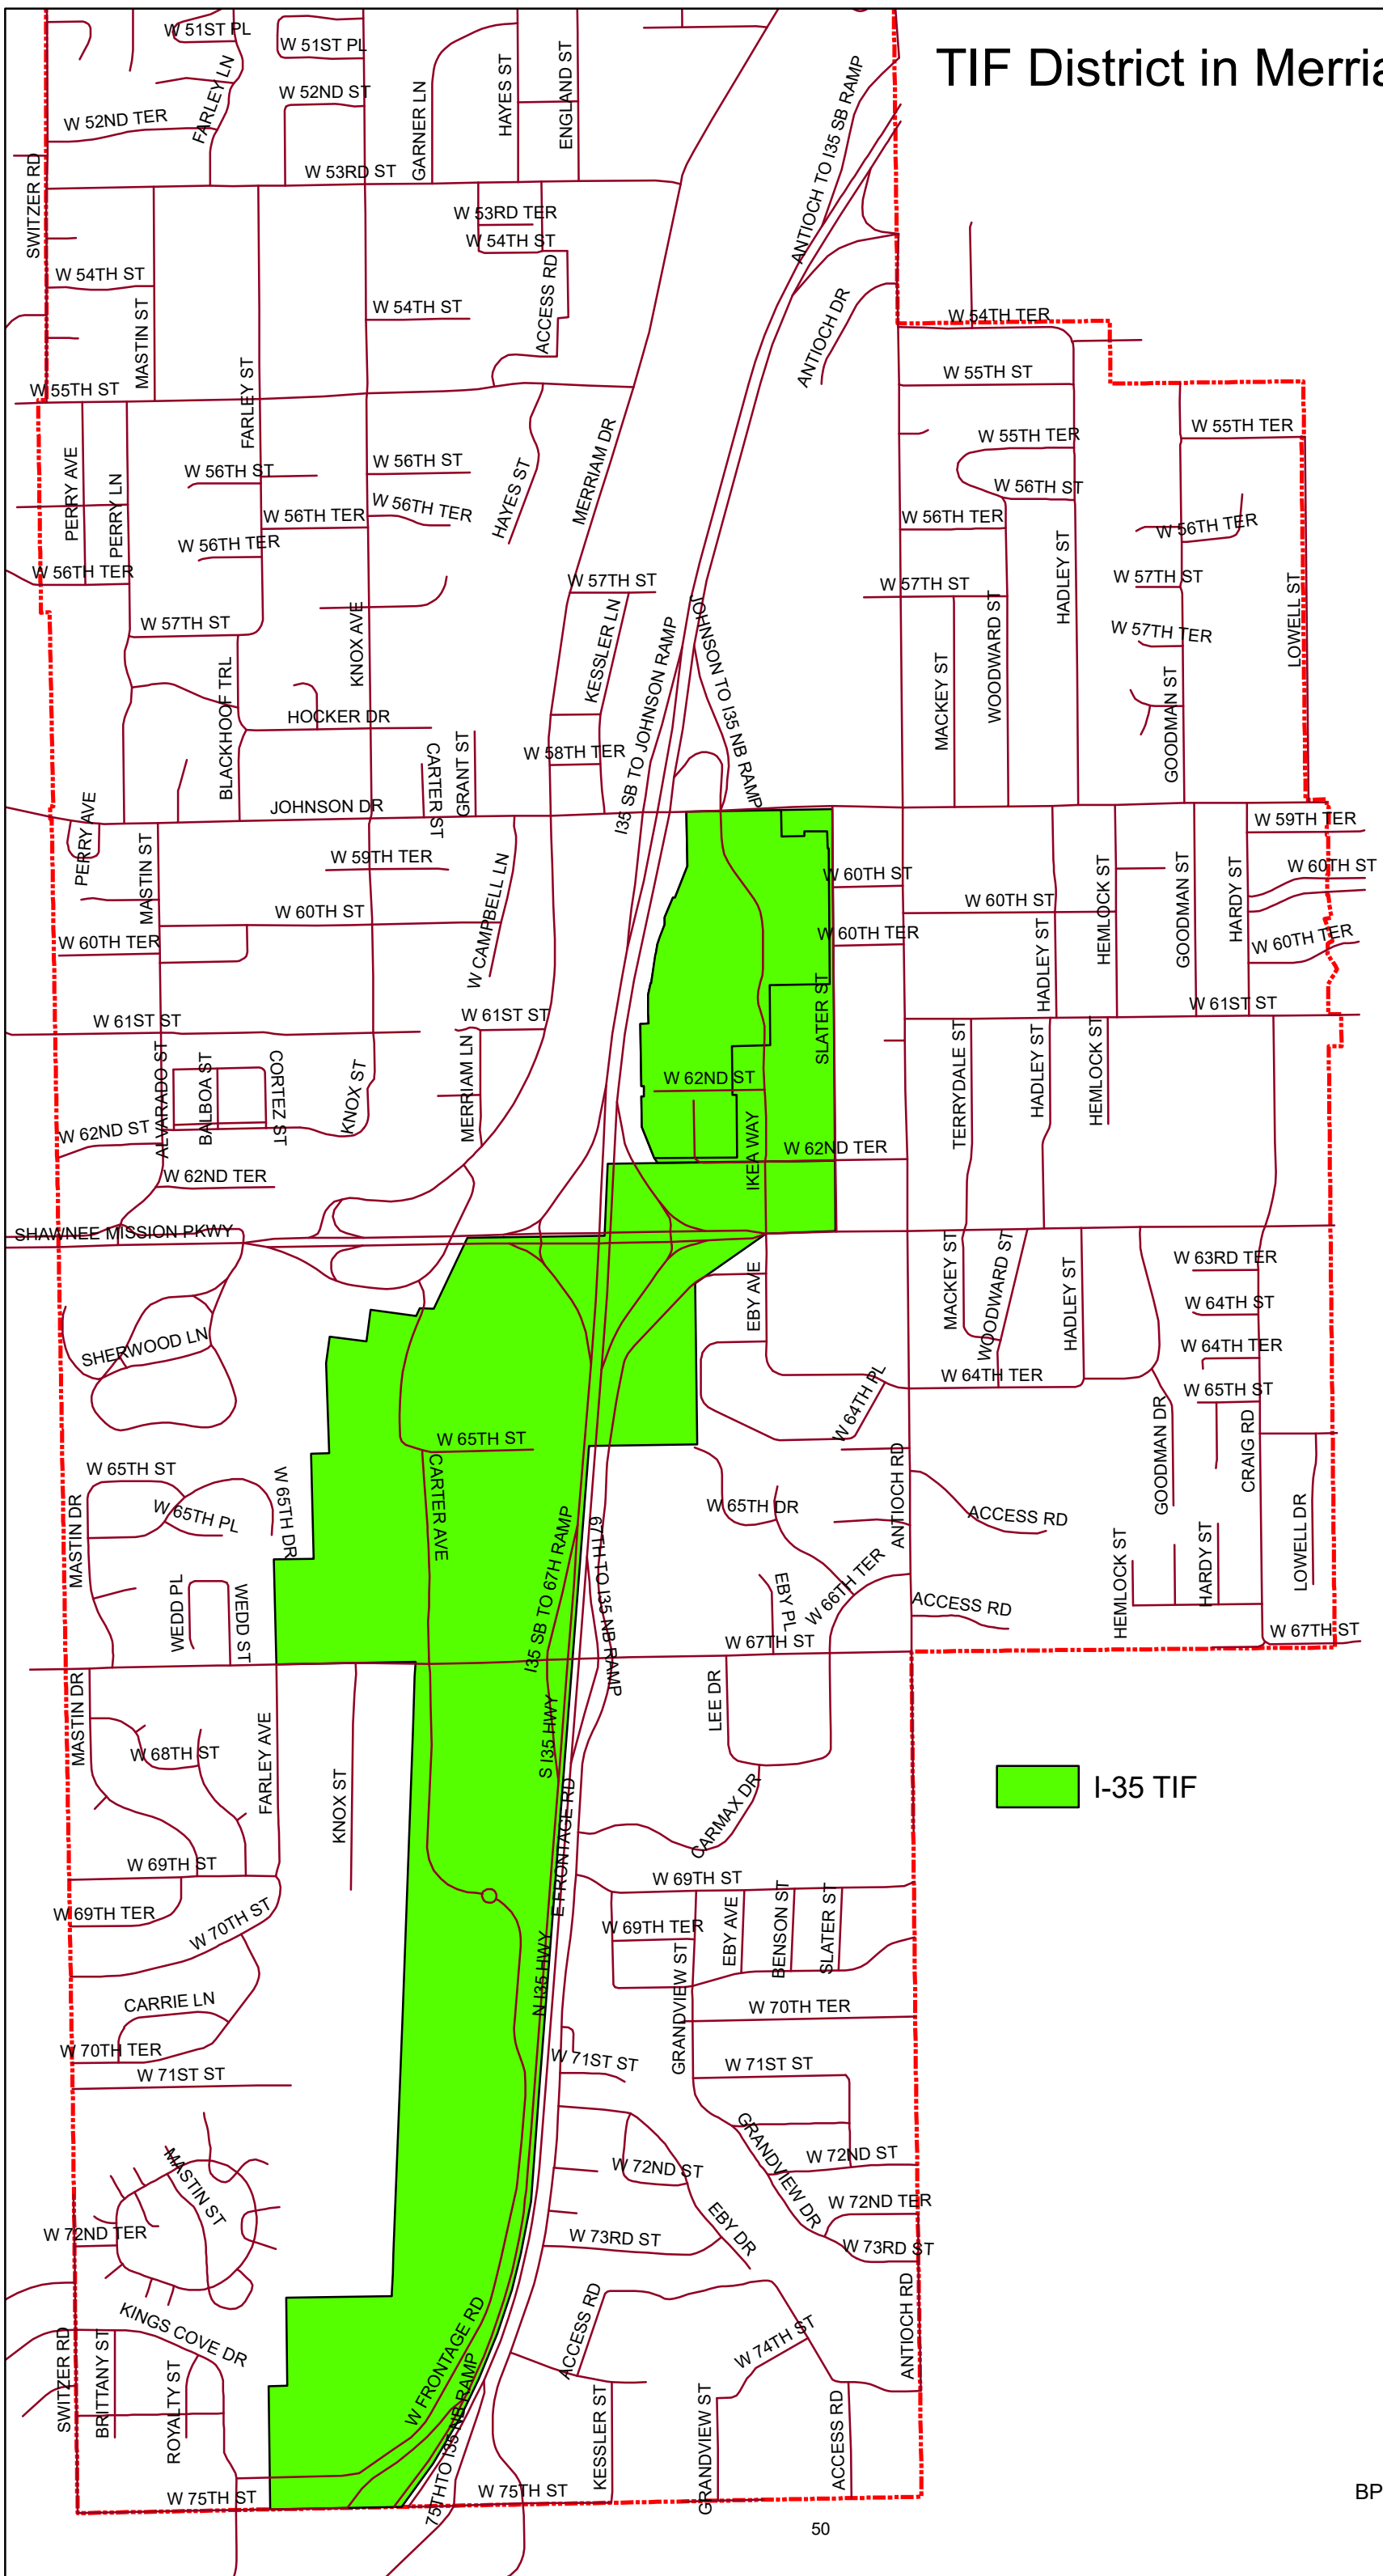 TIF District in Merria
W 51ST PL
W 51ST PL
FARLEY LN
W 52ND ST
W 52ND TER
GARNER LN
HAYES ST
ENGLAND ST
ANTIOCH TO I35 SB RAMP
SWITZER RD
W 53RD ST
W 53RD TER
W 54TH ST
ACCESS RD
W 54TH ST
MASTIN ST
W 54TH ST
ANTIOCH DR
W 54TH TER
W 55TH ST
FARLEY ST
W 55TH ST
W 55TH TER
W 55TH TER
PERRY AVE
PERRY LN
W 56TH ST
W 56TH ST
W 56TH TER
HAYES ST
MERRIAM DR
W 56TH ST
W 56TH TER
W 56TH TER
W 56TH TER
W 56TH TER
W 56TH TER
HADLEY ST
W 57TH ST
W 57TH ST
W 57TH ST
W 57TH ST
W 57TH TER
KNOX AVE
KESSLER LN
I35 SB TO JOHNSON RAMP
JOHNSON TO I35 NB RAMP
MACKEY ST
WOODWARD ST
GOODMAN ST
LOWELL ST
BLACKHOOF TRL
HOCKER DR
CARTER ST
GRANT ST
W 58TH TER
PERRY AVE
JOHNSON DR
MASTIN ST
W 59TH TER
W 59TH TER
W CAMPBELL LN
W 60TH ST
W 60TH ST
W 60TH ST
W 60TH ST
W 60TH TER
W 60TH TER
W 60TH TER
HADLEY ST
HEMLOCK ST
GOODMAN ST
HARDY ST
SLATER ST
W 61ST ST
W 61ST ST
W 61ST ST
ALVARADO ST
BALBOA ST
CORTEZ ST
KNOX ST
MERRIAM LN
W 62ND ST
TERRYDALE ST
HADLEY ST
HEMLOCK ST
W 62ND ST
W 62ND TER
IKEA WAY
W 62ND TER
SHAWNEE MISSION PKWY
EBY AVE
MACKEY ST
WOODWARD ST
HADLEY ST
W 63RD TER
W 64TH ST
W 64TH TER
SHERWOOD LN
W 64TH PL
W 64TH TER
W 65TH ST
GOODMAN DR
CRAIG RD
W 65TH ST
W 65TH ST
W 65TH PL
W 65TH DR
CARTER AVE
MASTIN DR
W 65TH DR
ANTIOCH RD
ACCESS RD
LOWELL DR
I35 SB TO 67H RAMP
67TH TO I35 NB RAMP
WEDD PL
WEDD ST
EBY PL
W 66TH TER
ACCESS RD
HEMLOCK ST
HARDY ST
W 67TH ST
W 67TH ST
MASTIN DR
LEE DR
W 68TH ST
FARLEY AVE
KNOX ST
S I35 HWY
E FRONTAGE RD
CARMAX DR
I-35 TIF
W 69TH ST
W 69TH ST
W 69TH TER
W 70TH ST
W 69TH TER
GRANDVIEW ST
EBY AVE
BENSON ST
SLATER ST
N I35 HWY
CARRIE LN
W 70TH TER
W 70TH TER
W 71ST ST
W 71ST ST
W 71ST ST
MASTIN ST
W 72ND ST
GRANDVIEW DR
W 72ND ST
W 72ND TER
W 72ND TER
W 73RD ST
EBY DR
W 73RD ST
KINGS COVE DR
SWITZER RD
BRITTANY ST
ROYALTY ST
W FRONTAGE RD
ACCESS RD
W 74TH ST
ANTIOCH RD
75THTO I35 NB RAMP
KESSLER ST
GRANDVIEW ST
ACCESS RD
W 75TH ST
W 75TH ST
BP
50